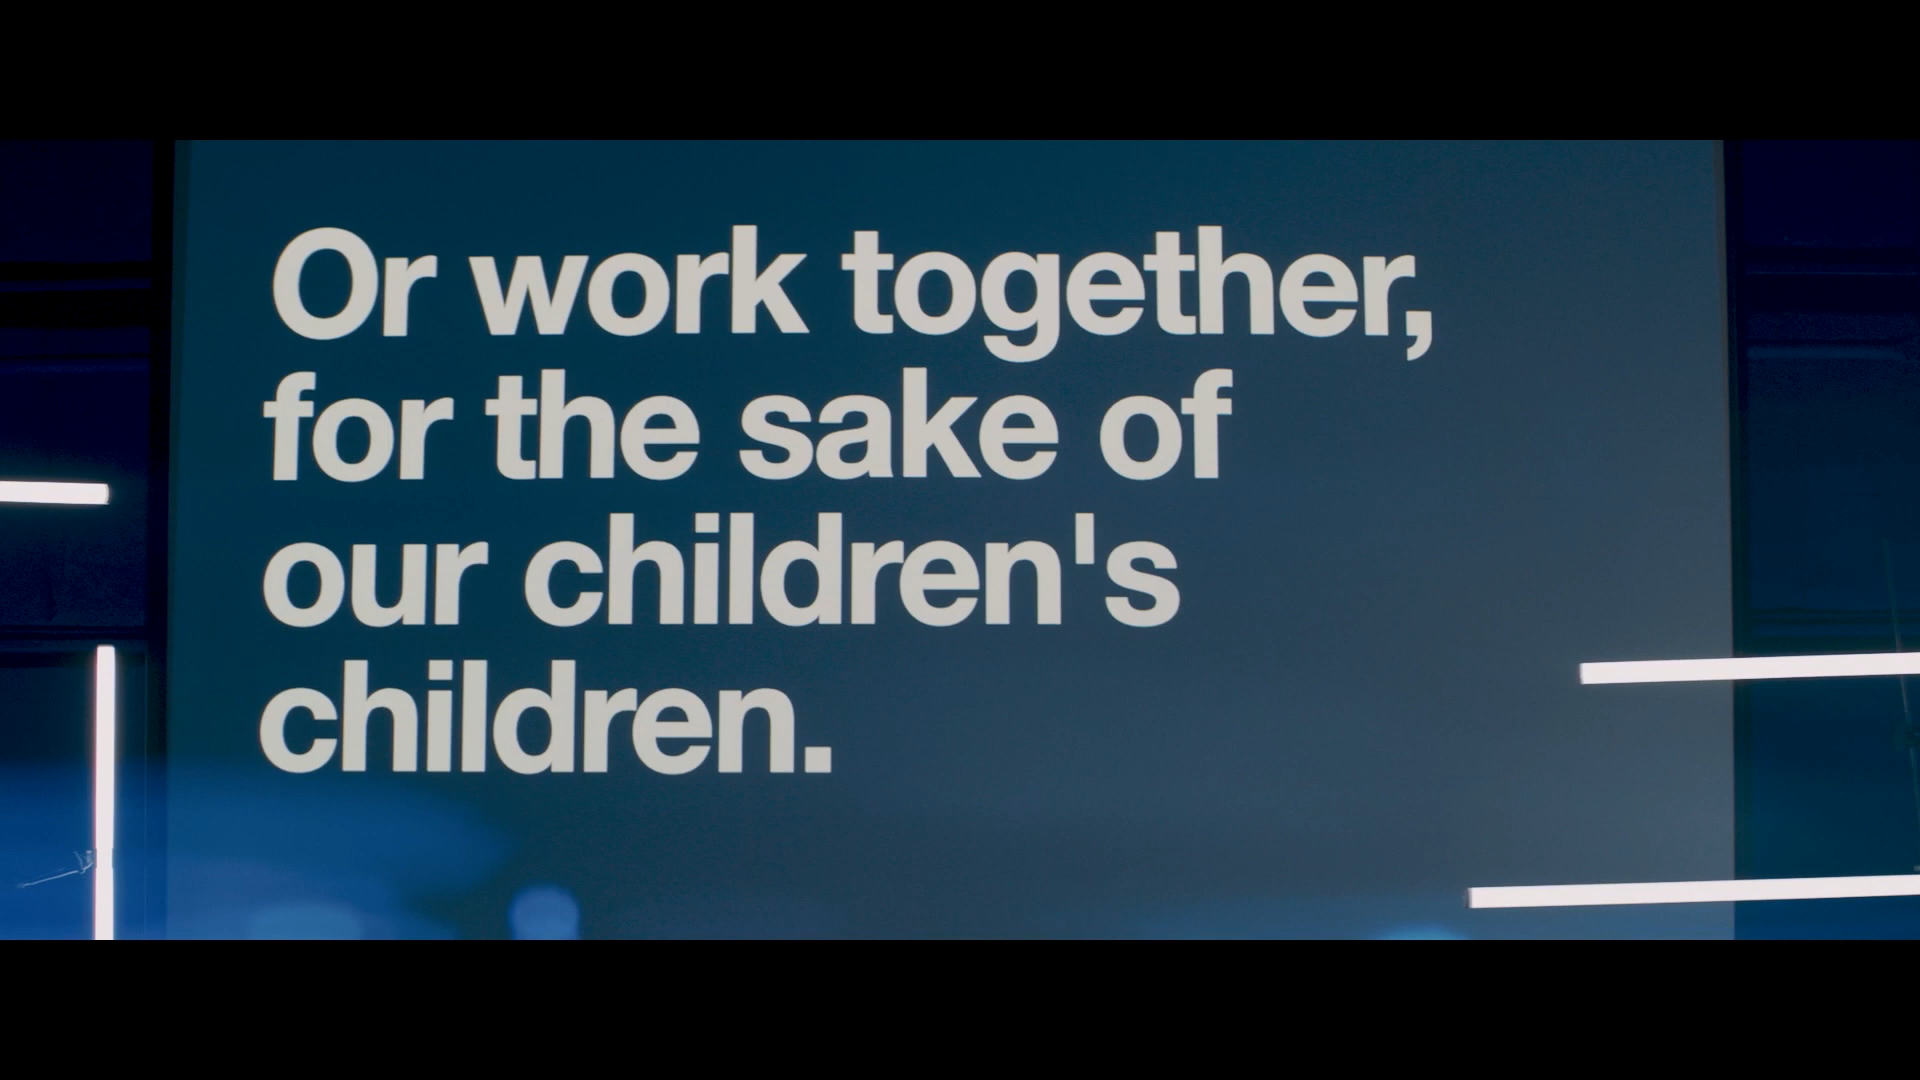 Or work together,
for the sake of
our children's
children.